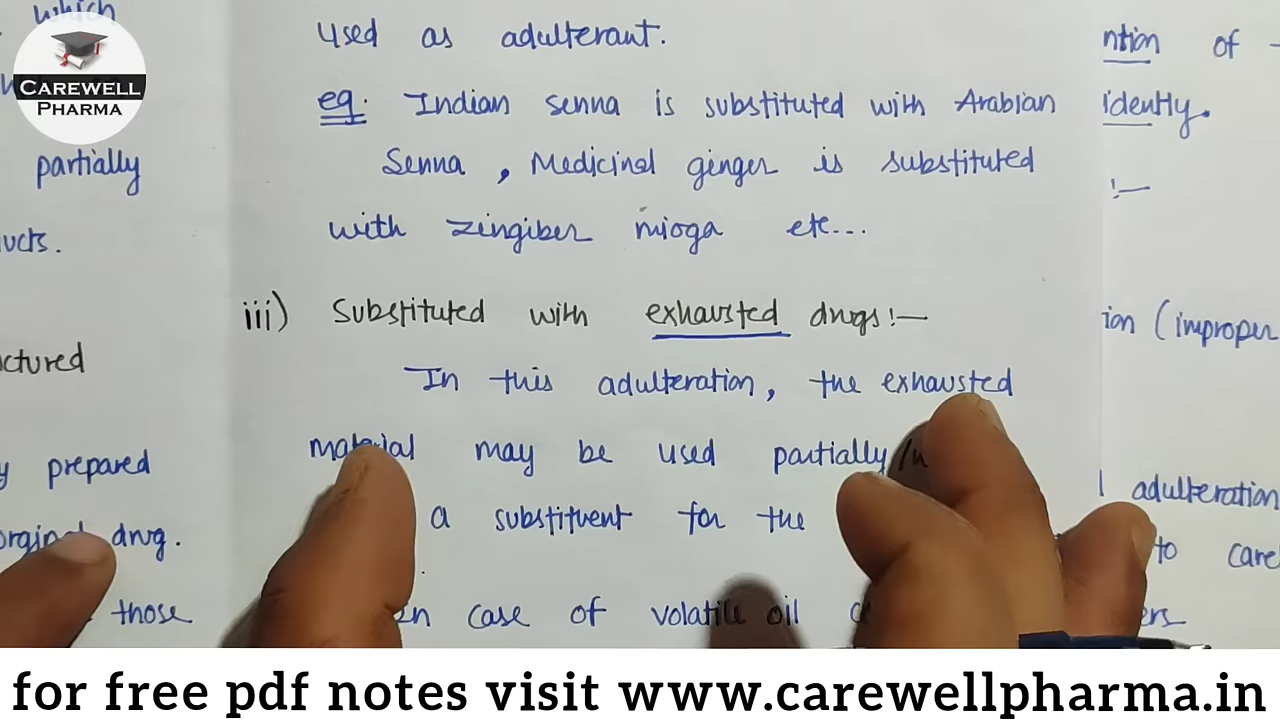 which
CAREWELL
PHARMA
partially
ucts.
ctured
y prepared
drug.
those
used as adulterant.
eg. Indian senna is substituted with Arabian
Senna, Medicinal ginger is substituted
with zingiber mioga etc...
iii) Substituted with exhausted drugs:—
In this adulteration, the exhausted
material may be used partially
a substituent for the
case of volatile oil
ntion of
idently.
:—
ion (improper
adulteration
to care
ers
for free pdf notes visit www.carewellpharma.in